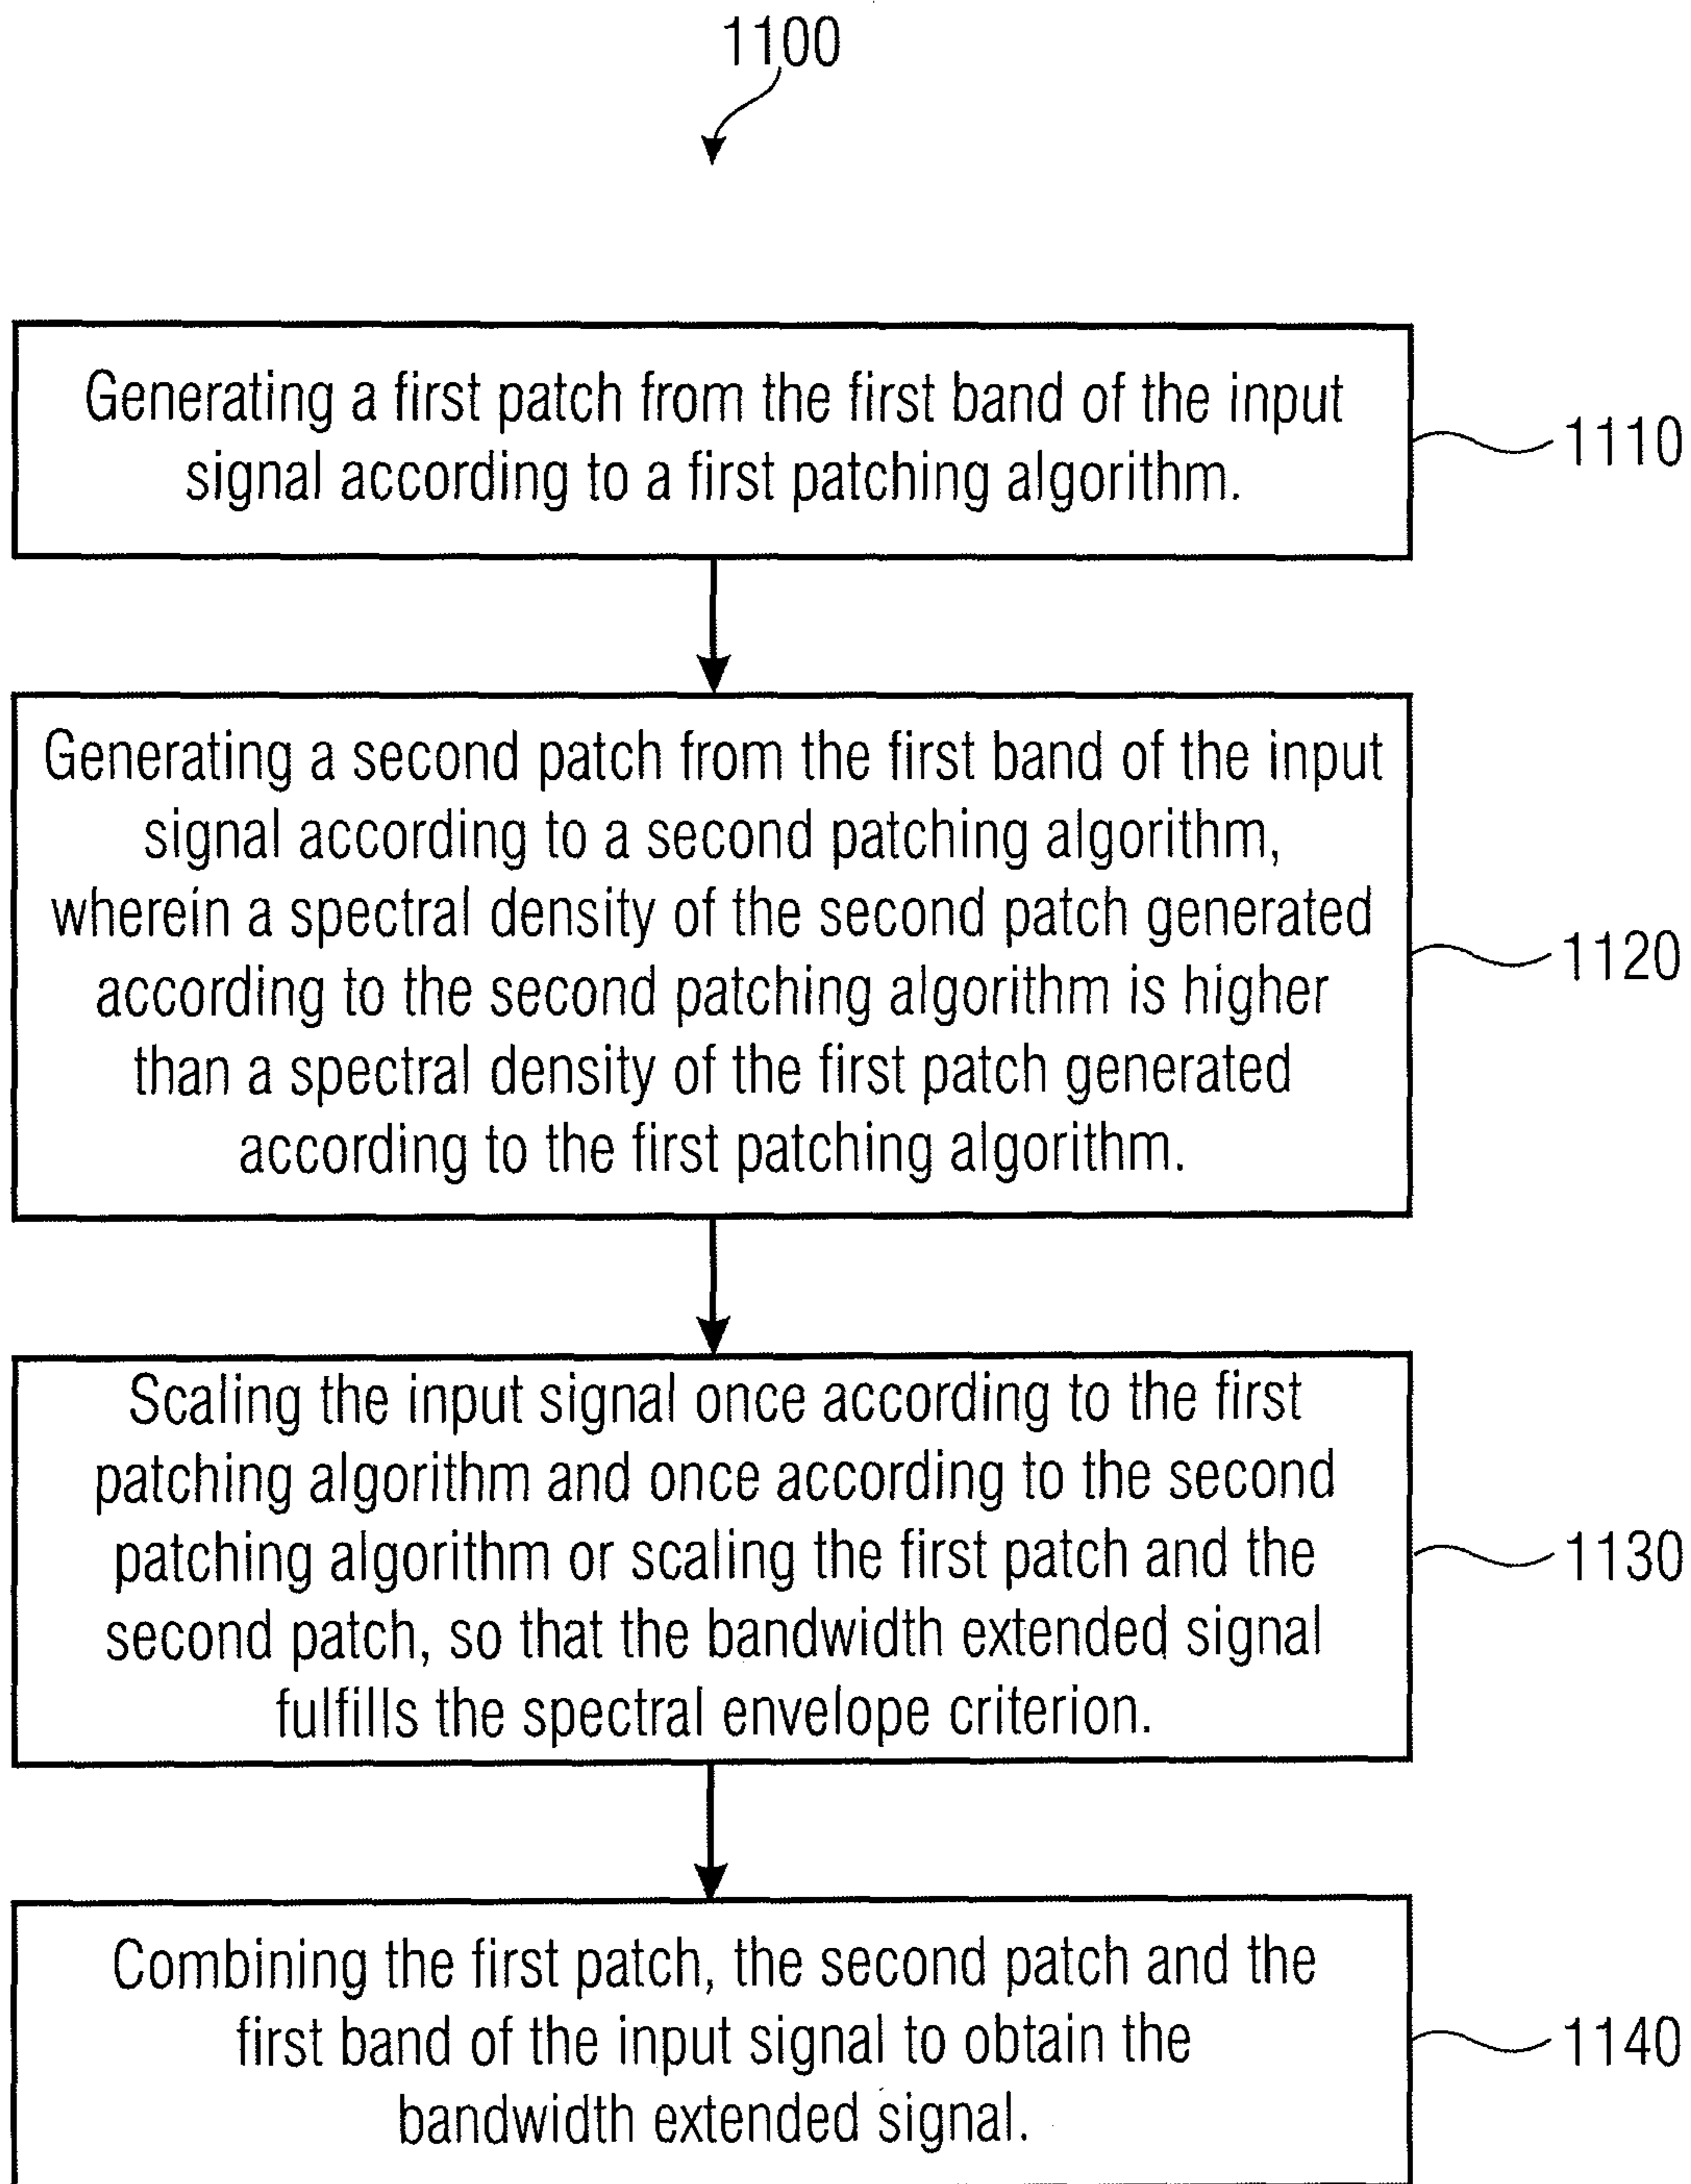 1100
Generating a first patch from the first band of the input
signal according to a first patching algorithm.
1110
Generating a second patch from the first band of the input
signal according to a second patching algorithm,
wherein a spectral density of the second patch generated
according to the second patching algorithm is higher
than a spectral density of the first patch generated
according to the first patching algorithm.
1120
Scaling the input signal once according to the first
patching algorithm and once according to the second
patching algorithm or scaling the first patch and the
second patch, so that the bandwidth extended signal
fulfills the spectral envelope criterion.
1130
Combining the first patch, the second patch and the
first band of the input signal to obtain the
bandwidth extended signal.
1140